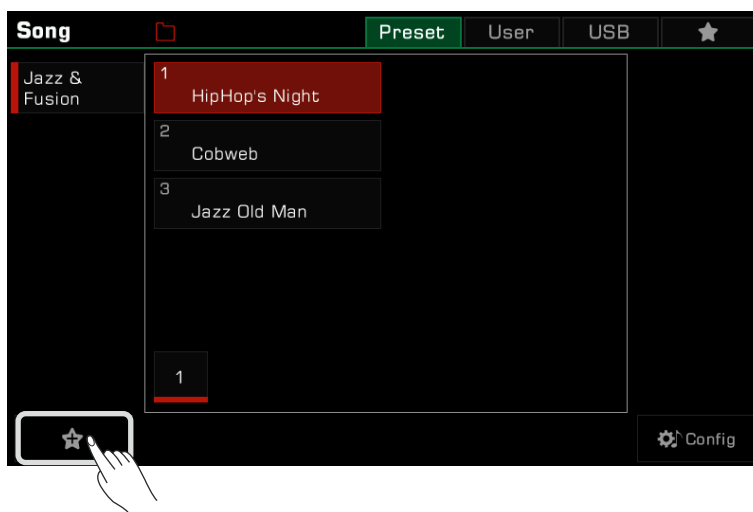 Song
Preset
User
USB
Jazz &
Fusion
1
HipHop's Night
2
Cobweb
3
Jazz Old Man
1
Config